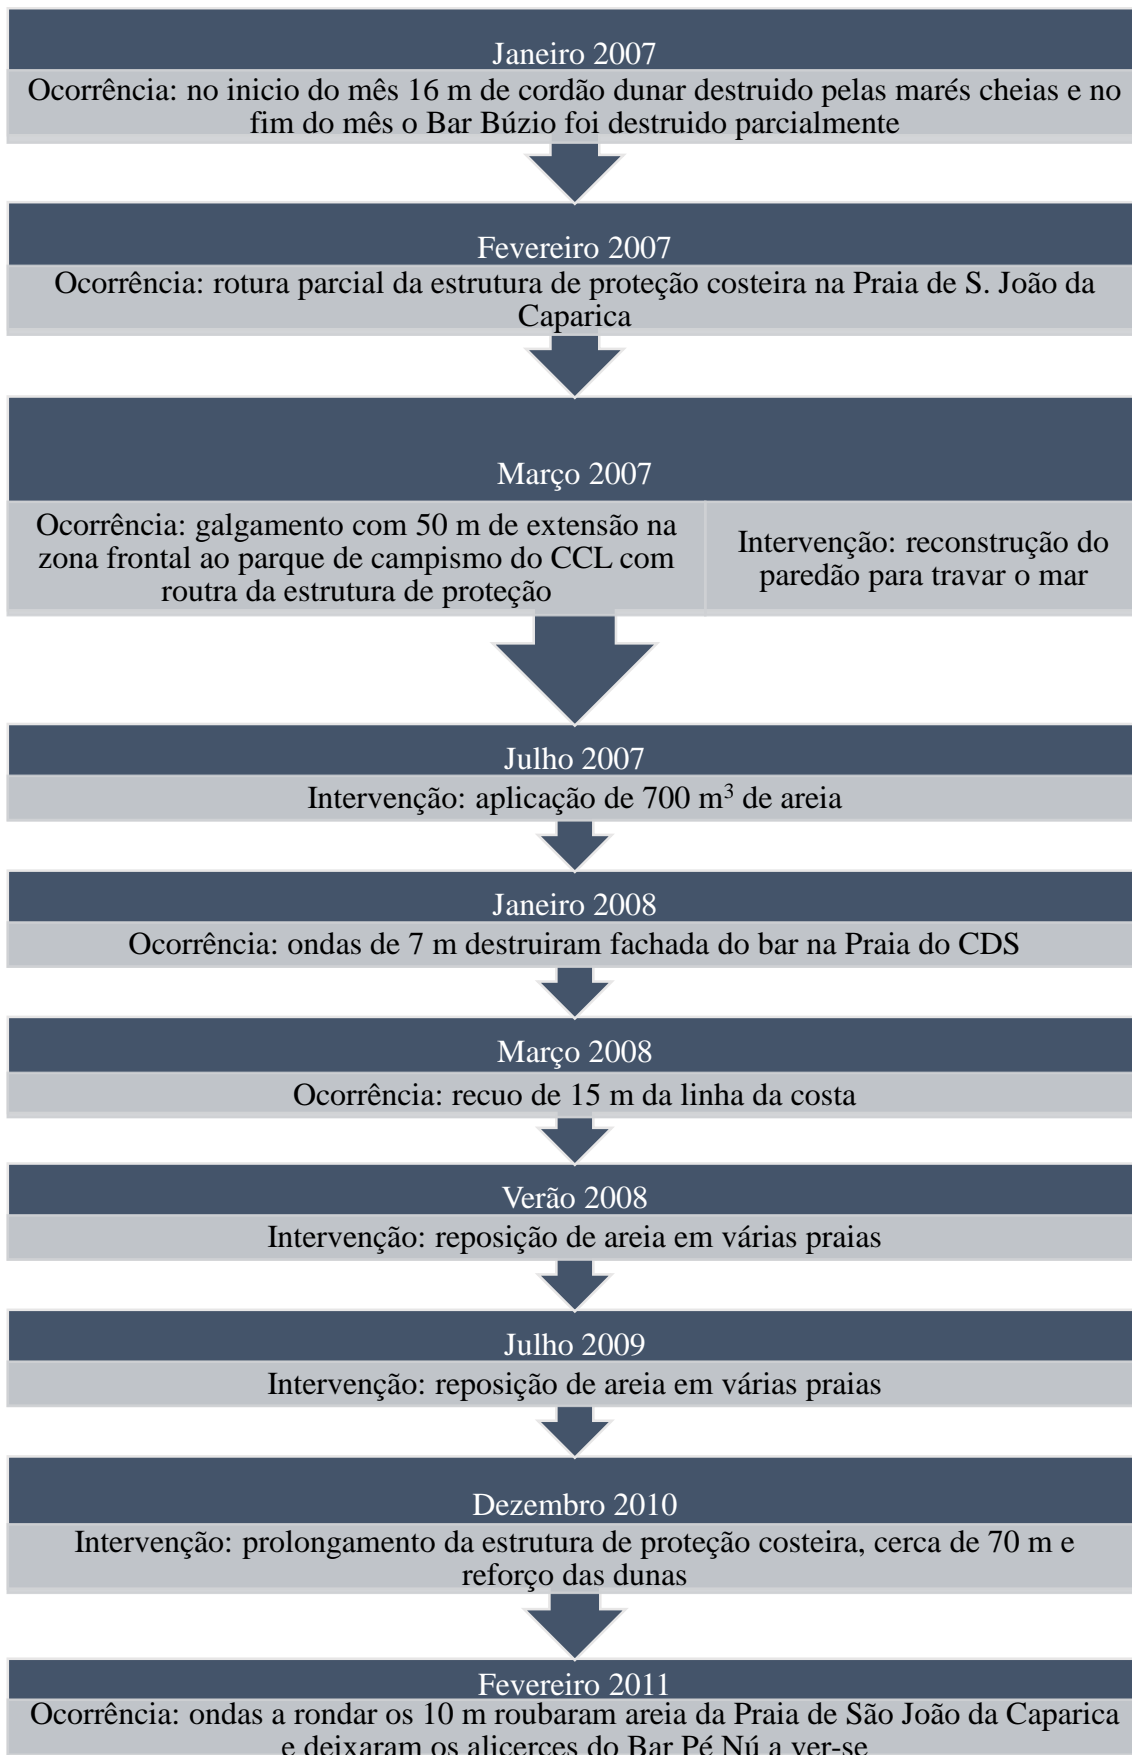 Janeiro 2007
Ocorrência: no inicio do mês 16 m de cordão dunar destruido pelas marés cheias e no
fim do mês o Bar Búzio foi destruido parcialmente
Fevereiro 2007
Ocorrência: rotura parcial da estrutura de proteção costeira na Praia de S. João da
Caparica
Março 2007
Ocorrência: galgamento com 50 m de extensão na
zona frontal ao parque de campismo do CCL com
routra da estrutura de proteção
Intervenção: reconstrução do
paredão para travar o mar
Julho 2007
Intervenção: aplicação de 700 m³ de areia
Janeiro 2008
Ocorrência: ondas de 7 m destruiram fachada do bar na Praia do CDS
Março 2008
Ocorrência: recuo de 15 m da linha da costa
Verão 2008
Intervenção: reposição de areia em várias praias
Julho 2009
Intervenção: reposição de areia em várias praias
Dezembro 2010
Intervenção: prolongamento da estrutura de proteção costeira, cerca de 70 m e
reforço das dunas
Fevereiro 2011
Ocorrência: ondas a rondar os 10 m roubaram areia da Praia de São João da Caparica
e deixaram os alicerces do Bar Pé Nú a ver-se